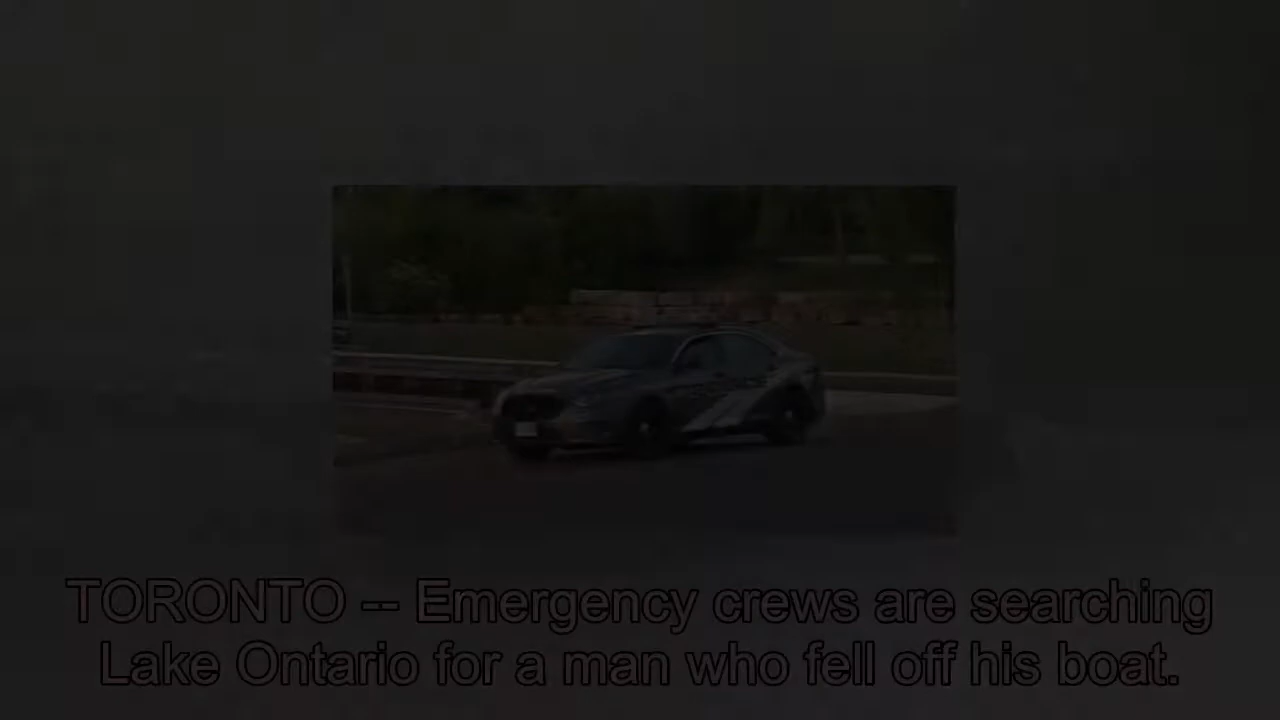 TORONTO -- Emergency crews are searching
Lake Ontario for a man who fell off his boat.